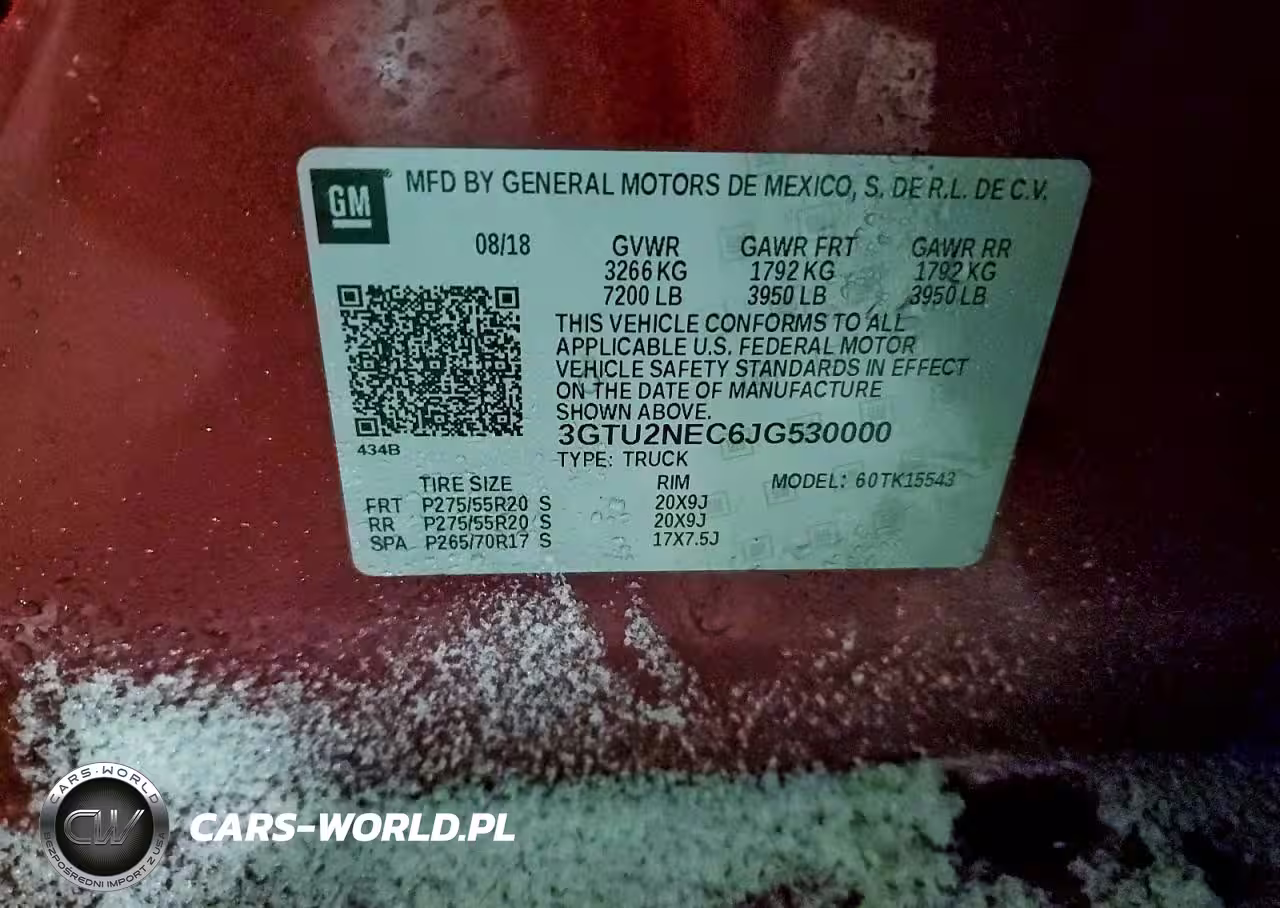 GM
MFD BY GENERAL MOTORS DE MEXICO, S. DE R.L. DE C.V.
08/18 GVWR GAWR FRT GAWR RR
3266 KG 1792 KG 1792 KG
7200 LB 3950 LB 3950 LB
THIS VEHICLE CONFORMS TO ALL
APPLICABLE U.S. FEDERAL MOTOR
VEHICLE SAFETY STANDARDS IN EFFECT
ON THE DATE OF MANUFACTURE
SHOWN ABOVE.
3GTU2NEC6JG530000
434B
TYPE: TRUCK
TIRE SIZE RIM MODEL: 60TK15543
FRT P275/55R20 S 20X9J
RR P275/55R20 S 20X9J
SPA P265/70R17 S 17X7.5J
CARS-WORLD
CW
BEZPOŚREDNI IMPORT Z USA
CARS-WORLD.PL